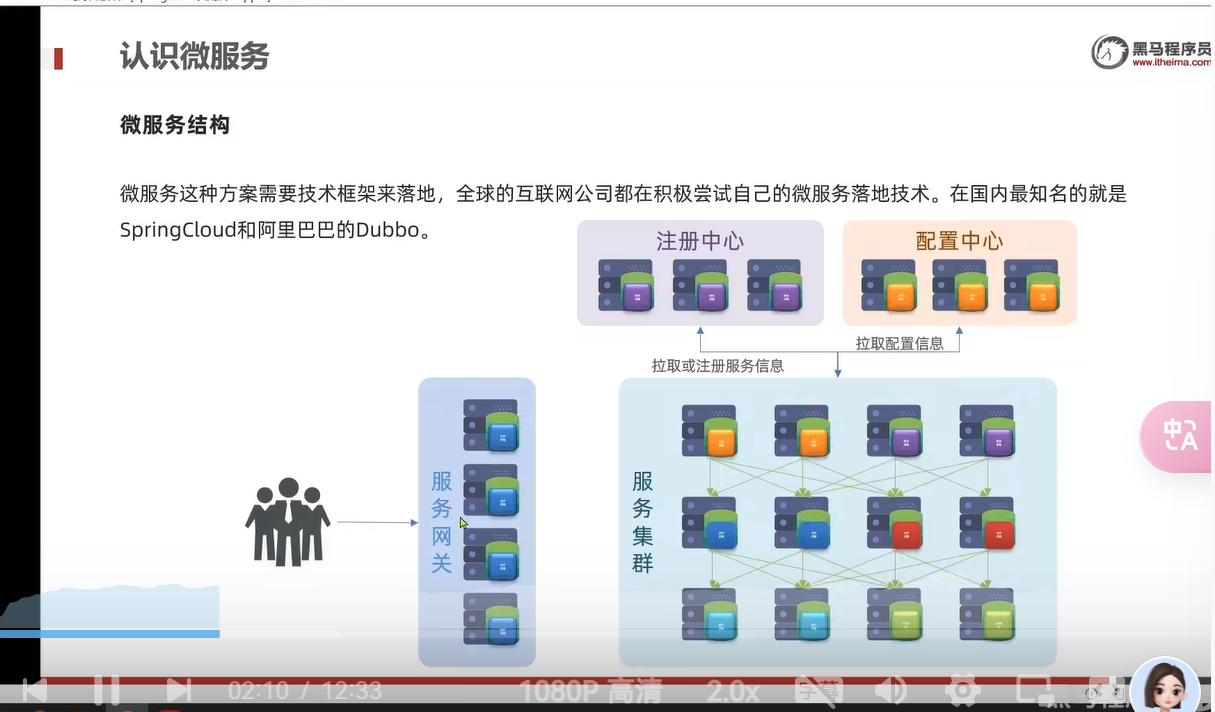 认识微服务
黑马程序员
www.itheima.com
微服务结构
微服务这种方案需要技术框架来落地，全球的互联网公司都在积极尝试自己的微服务落地技术。在国内最知名的就是
SpringCloud和阿里巴巴的Dubbo。
注册中心
配置中心
拉取配置信息
拉取或注册服务信息
服务网关
服务集群
中A
02:10 / 12:33
1080P 高清
2.0x
字幕